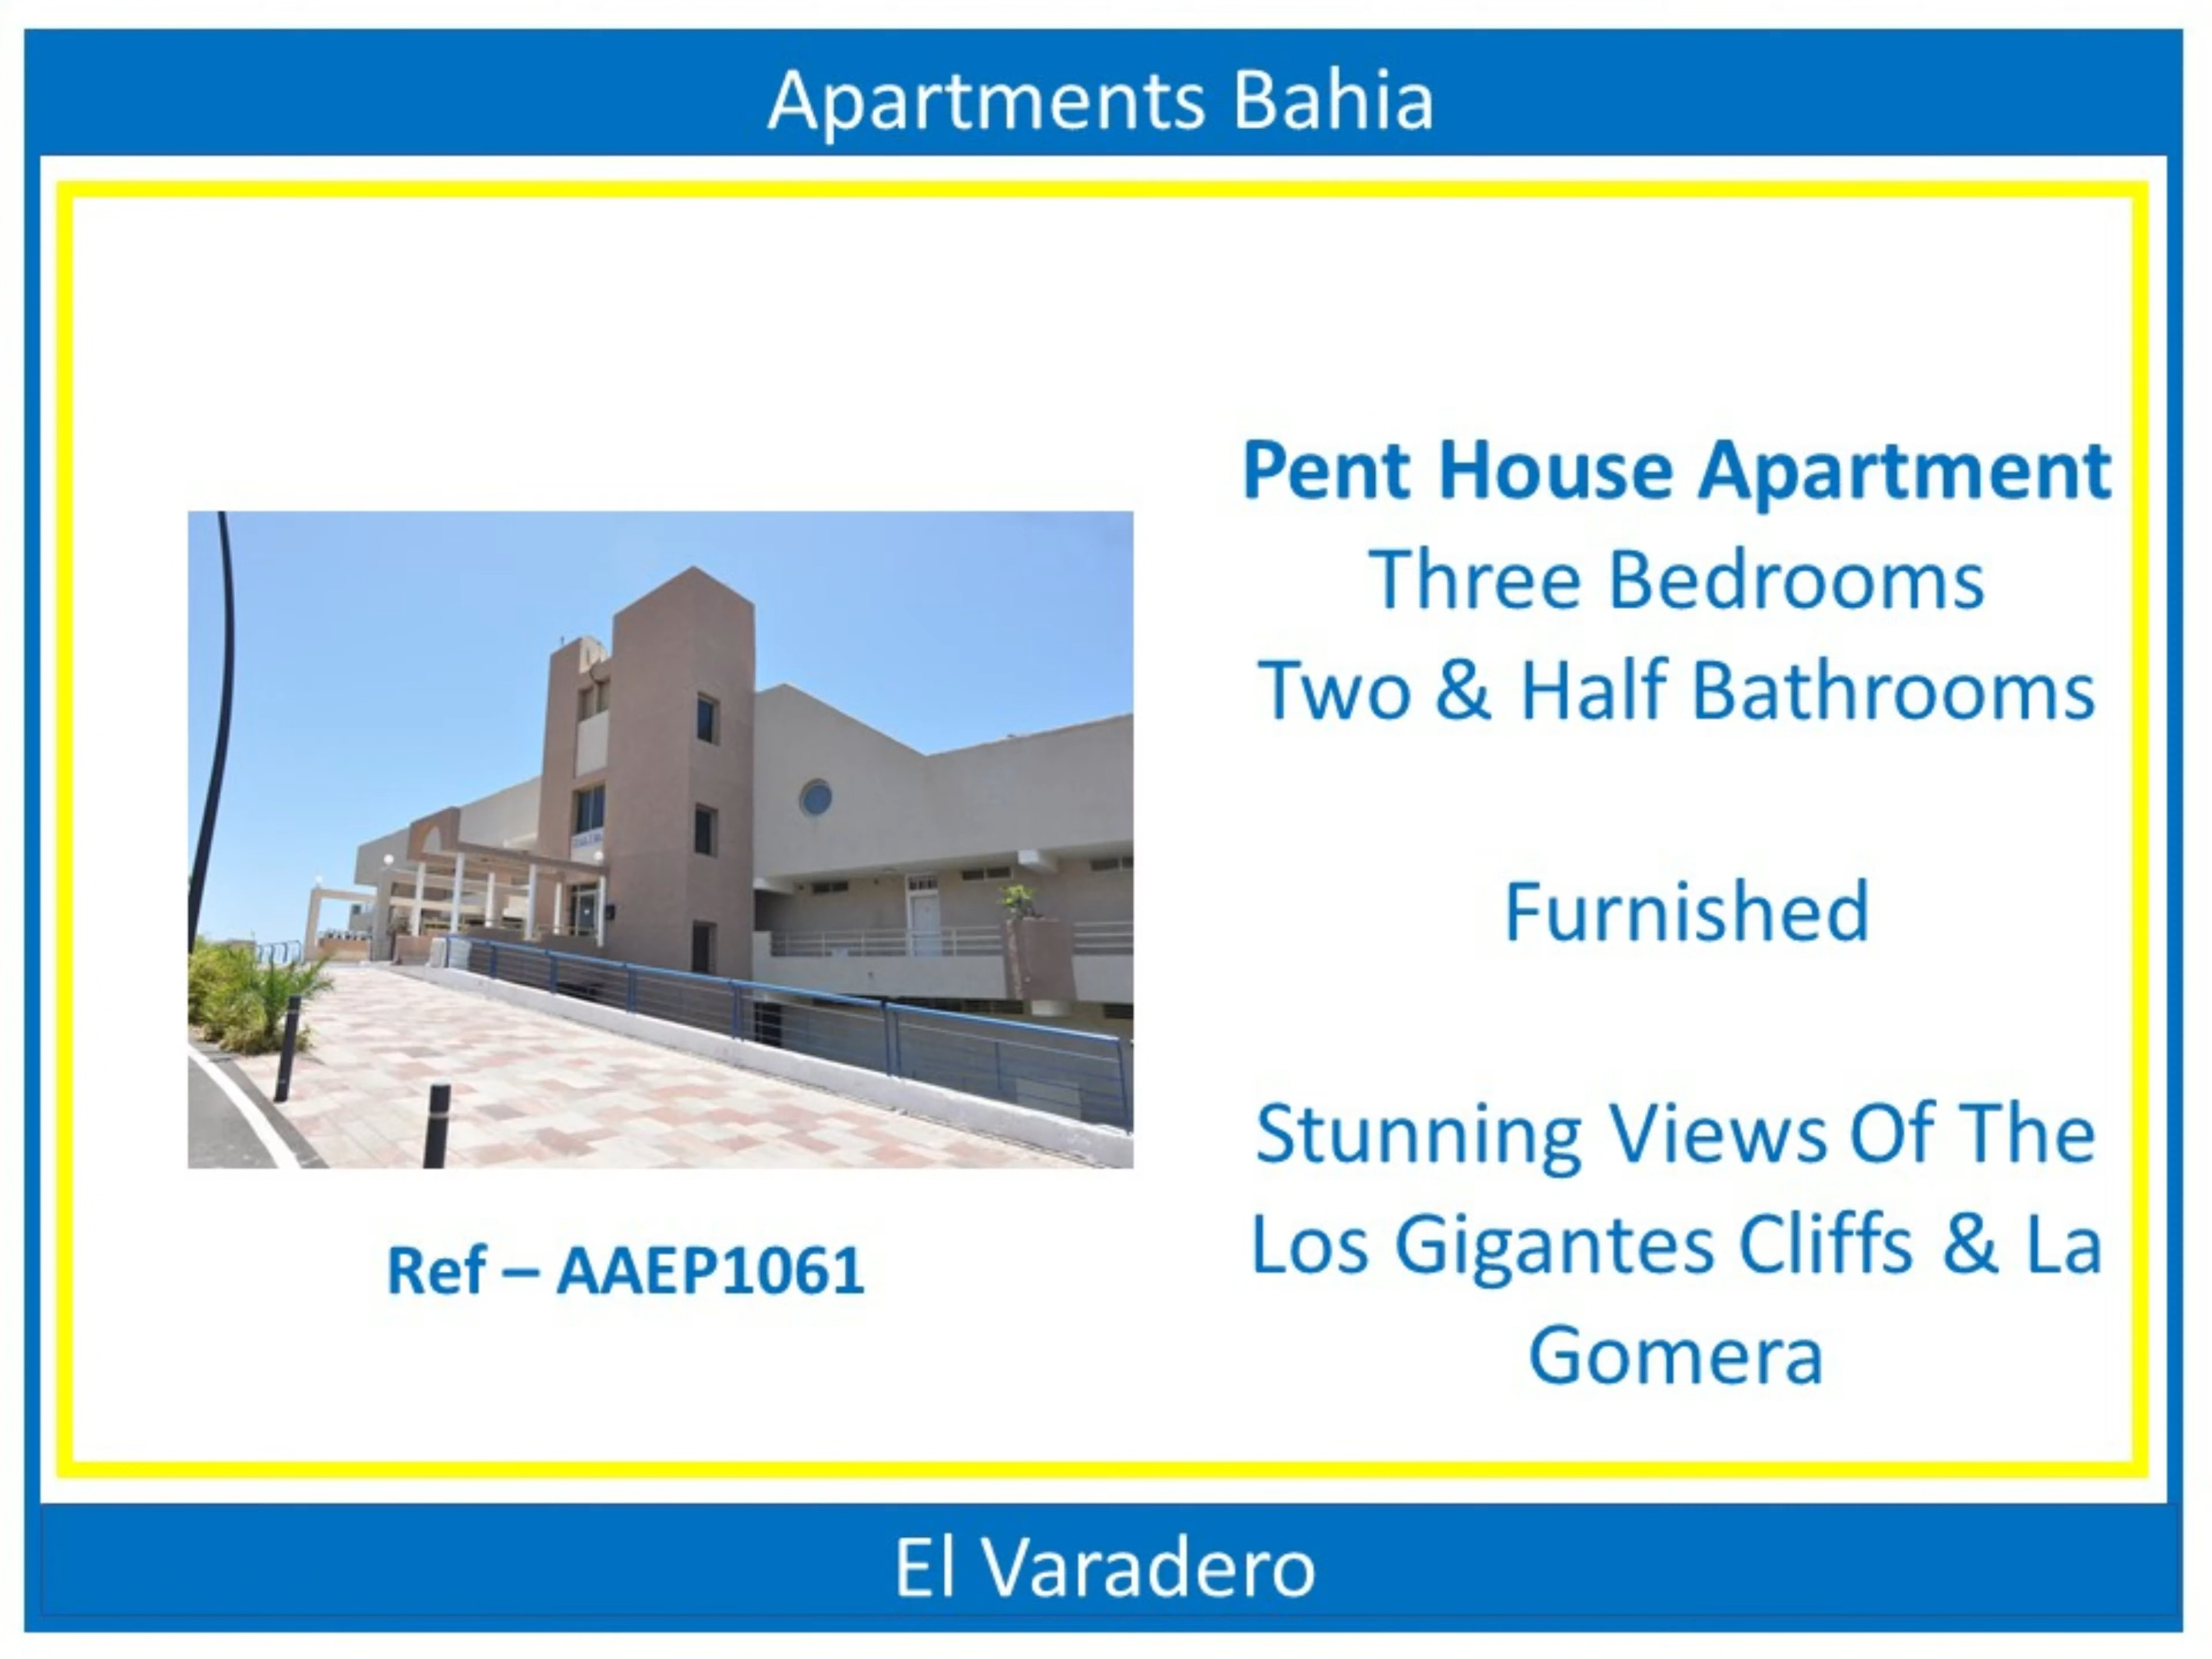 Apartments Bahia
Pent House Apartment
Three Bedrooms
Two & Half Bathrooms
Furnished
Stunning Views Of The
Los Gigantes Cliffs & La
Gomera
Ref – AAEP1061
El Varadero